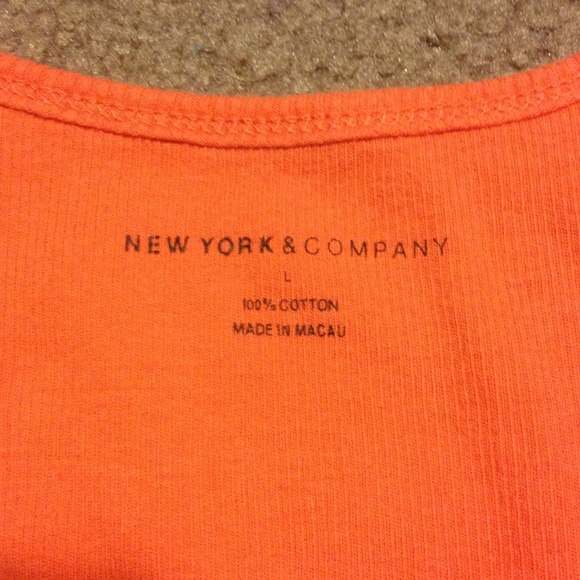 NEW YORK & COMPANY
L
100% COTTON
MADE IN MACAU